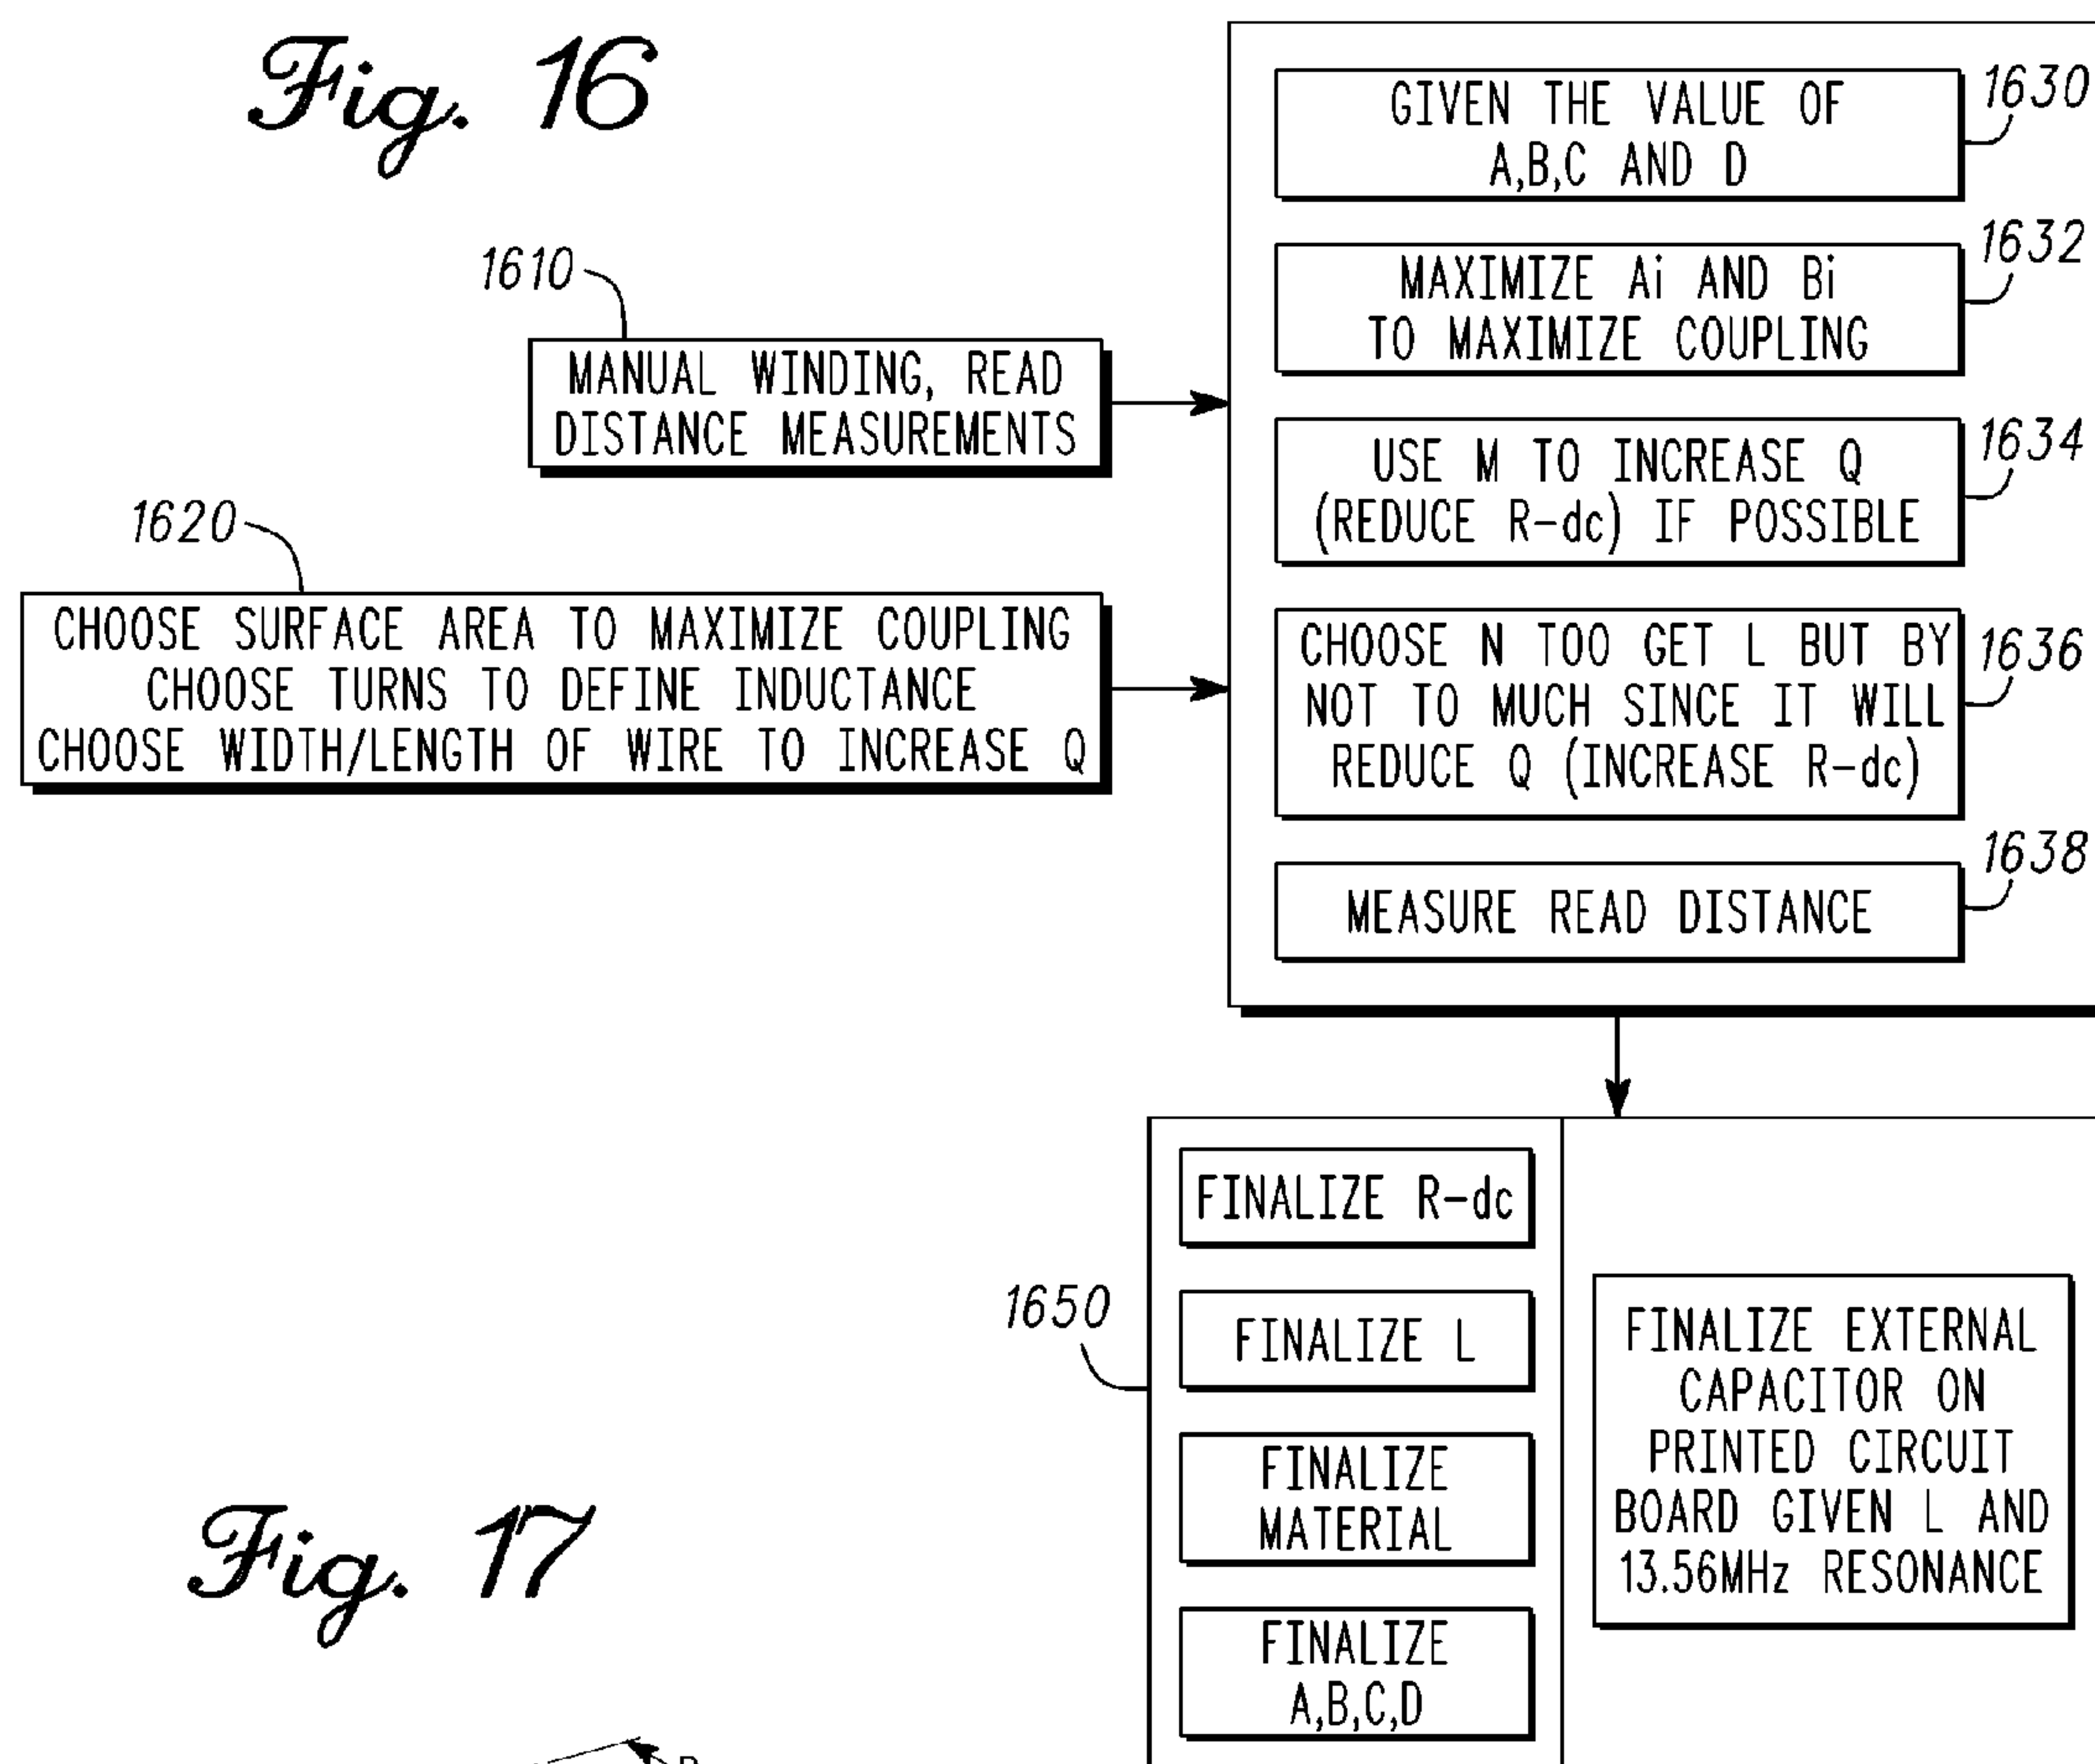 Fig. 16
1610
MANUAL WINDING, READ
DISTANCE MEASUREMENTS
1620
CHOOSE SURFACE AREA TO MAXIMIZE COUPLING
CHOOSE TURNS TO DEFINE INDUCTANCE
CHOOSE WIDTH/LENGTH OF WIRE TO INCREASE Q
GIVEN THE VALUE OF
A,B,C AND D
1630
MAXIMIZE Ai AND Bi
TO MAXIMIZE COUPLING
1632
USE M TO INCREASE Q
(REDUCE R-dc) IF POSSIBLE
1634
CHOOSE N TOO GET L BUT BY
NOT TO MUCH SINCE IT WILL
REDUCE Q (INCREASE R-dc)
1636
MEASURE READ DISTANCE
1638
1650
FINALIZE R-dc
FINALIZE L
FINALIZE
MATERIAL
FINALIZE
A,B,C,D
FINALIZE EXTERNAL
CAPACITOR ON
PRINTED CIRCUIT
BOARD GIVEN L AND
13.56MHz RESONANCE
Fig. 17